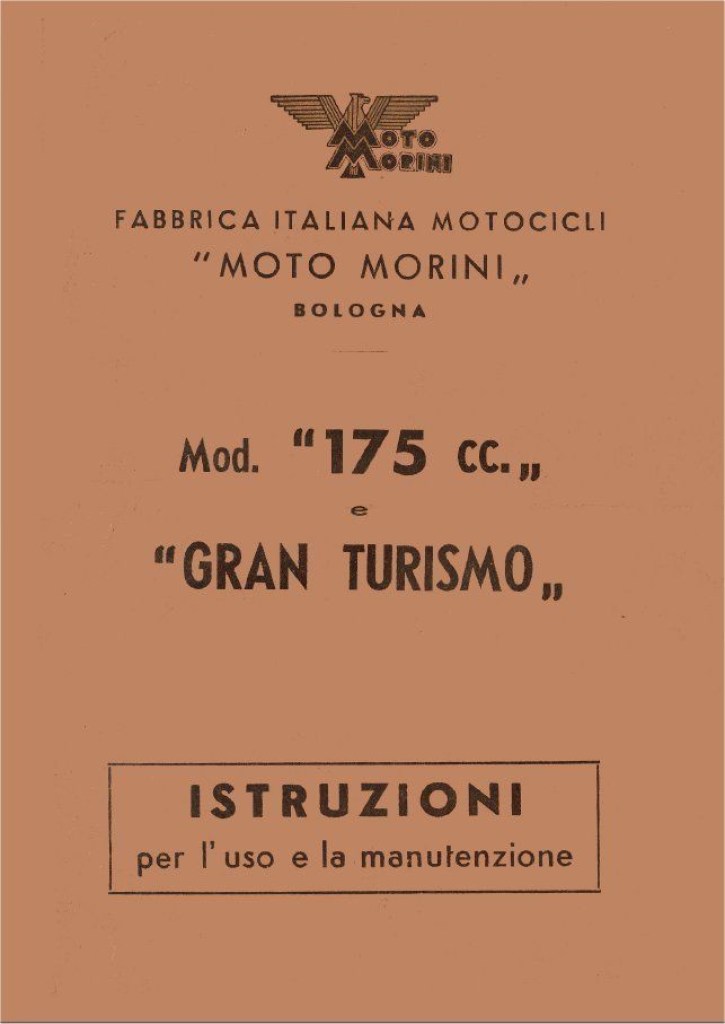 MOTO
MORINI
FABBRICA ITALIANA MOTOCICLI
“MOTO MORINI„
BOLOGNA
Mod. “175 cc.„
e
“GRAN TURISMO„
ISTRUZIONI
per l'uso e la manutenzione